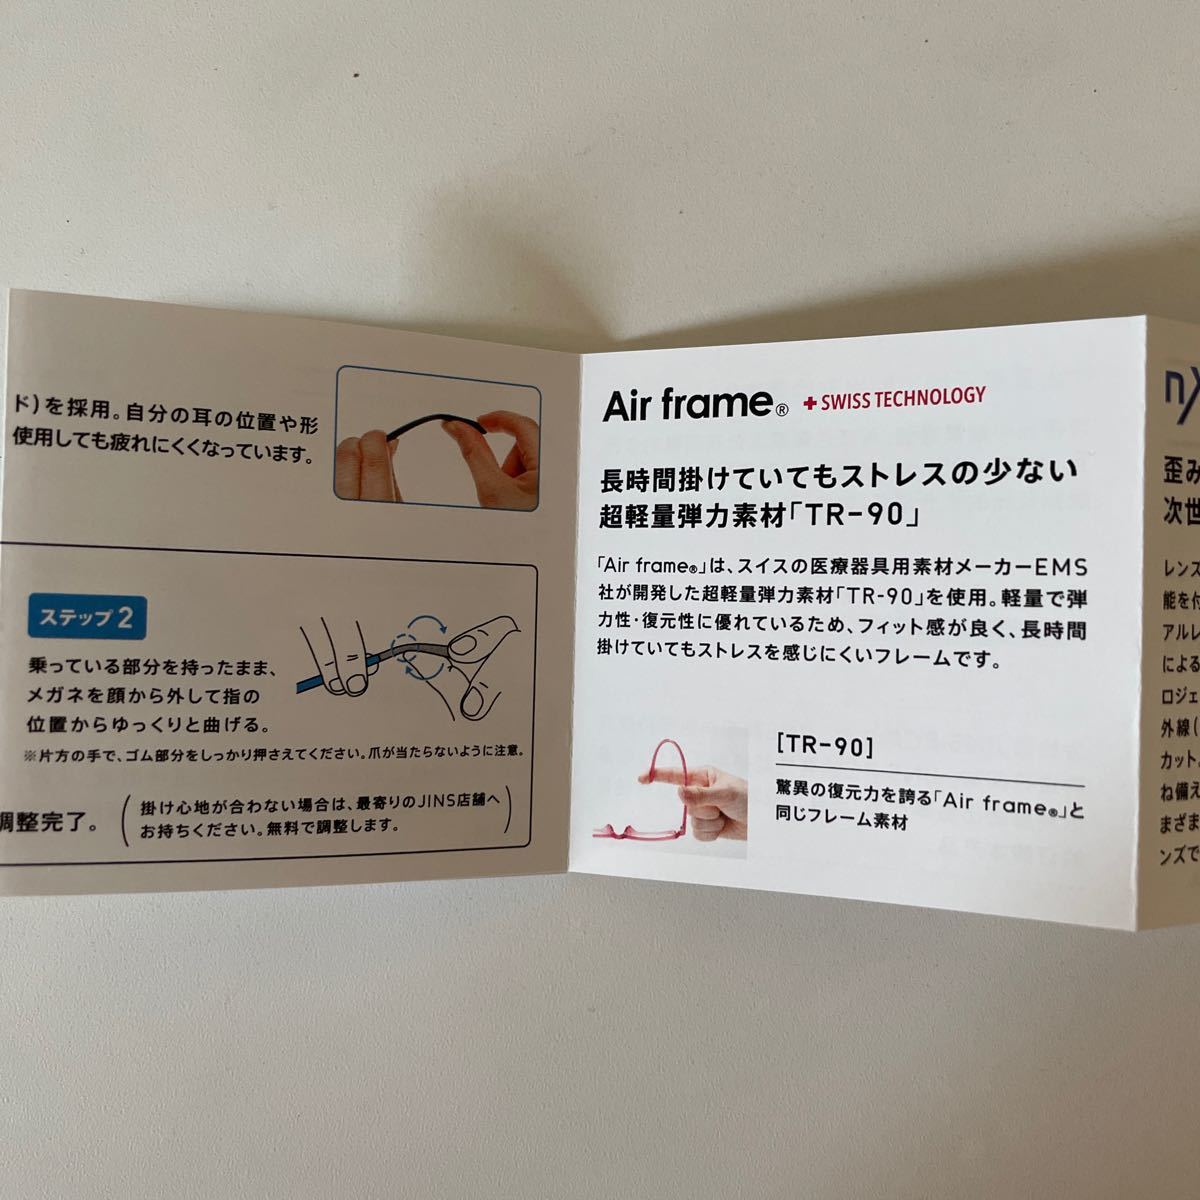 ド)を採用。自分の耳の位置や形
使用しても疲れにくくなっています。
ステップ2
乗っている部分を持ったまま、
メガネを顔から外して指の
位置からゆっくりと曲げる。
※片方の手で、ゴム部分をしっかり押さえてください。爪が当たらないように注意。
調整完了。
掛け心地が合わない場合は、最寄りのJINS店舗へ
お持ちください。無料で調整します。
Air frame® +SWISS TECHNOLOGY
長時間掛けていてもストレスの少ない
超軽量弾力素材「TR-90」
「Air frame®」は、スイスの医療器具用素材メーカーEMS
社が開発した超軽量弾力素材「TR-90」を使用。軽量で弾
力性・復元性に優れているため、フィット感が良く、長時間
掛けていてもストレスを感じにくいフレームです。
[TR-90]
驚異の復元力を誇る「Air frame®」と
同じフレーム素材
歪み
次世
レンズ
能を付
アルレ
による
ロジェ
外線(
カット
ね備え
まざま
ンズで